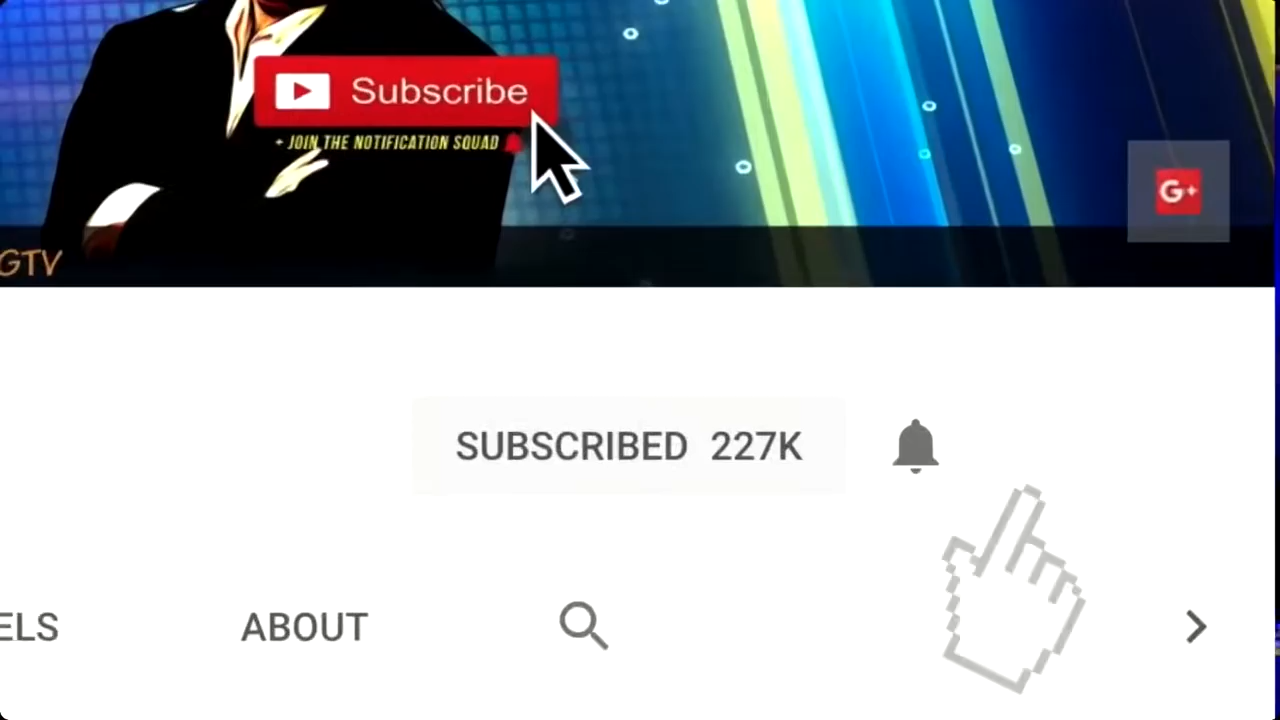 Subscribe
+ JOIN THE NOTIFICATION SQUAD
G+
GTV
SUBSCRIBED 227K
ELS
ABOUT